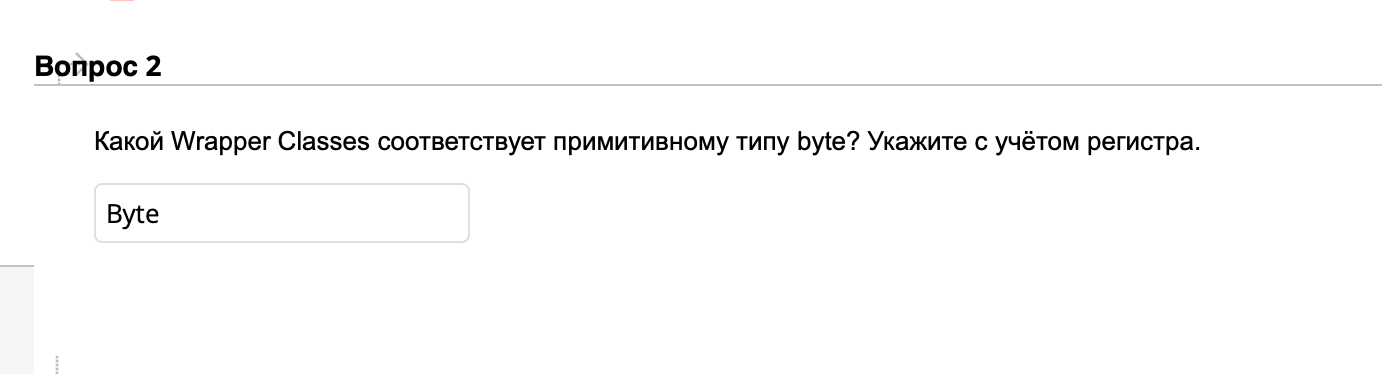 Вопрос 2
Какой Wrapper Classes соответствует примитивному типу byte? Укажите с учётом регистра.
Byte